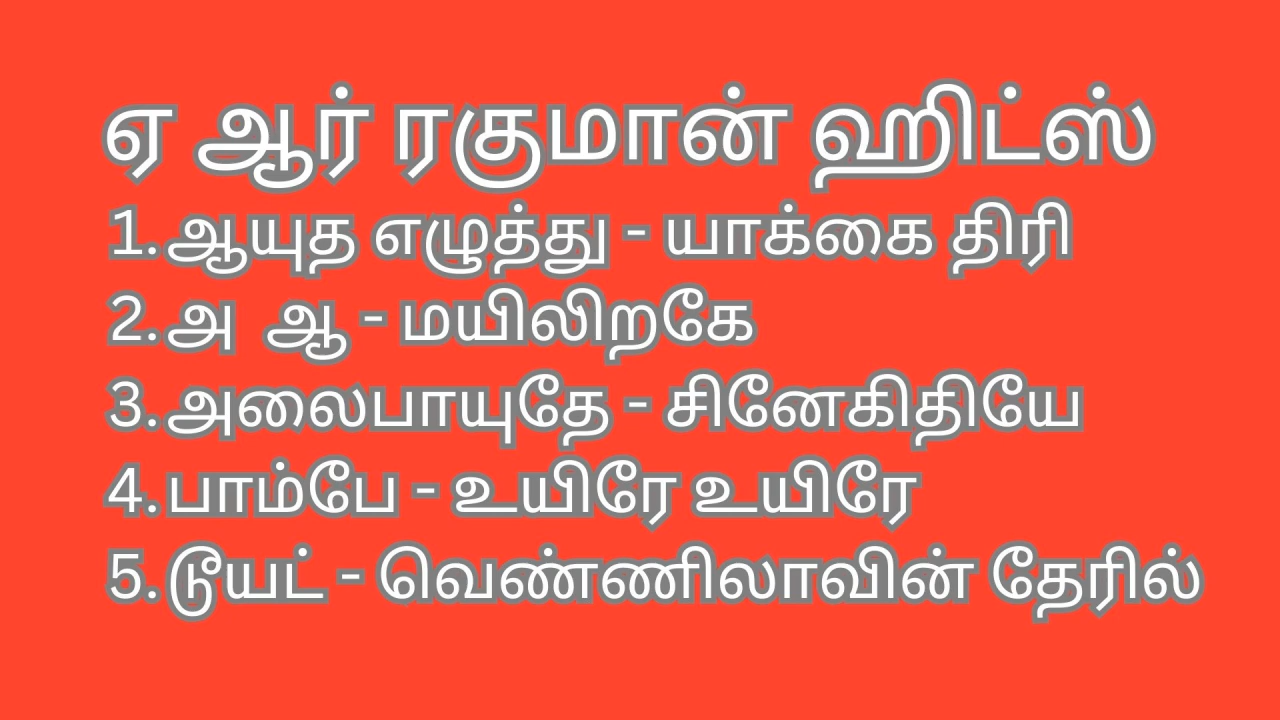 ஏ ஆர் ரகுமான் ஹிட்ஸ்
1.ஆயுத எழுத்து - யாக்கை திரி
2.அ ஆ - மயிலிறகே
3.அலைபாயுதே - சினேகிதியே
4.பாம்பே - உயிரே உயிரே
5.டூயட் - வெண்ணிலாவின் தேரில்